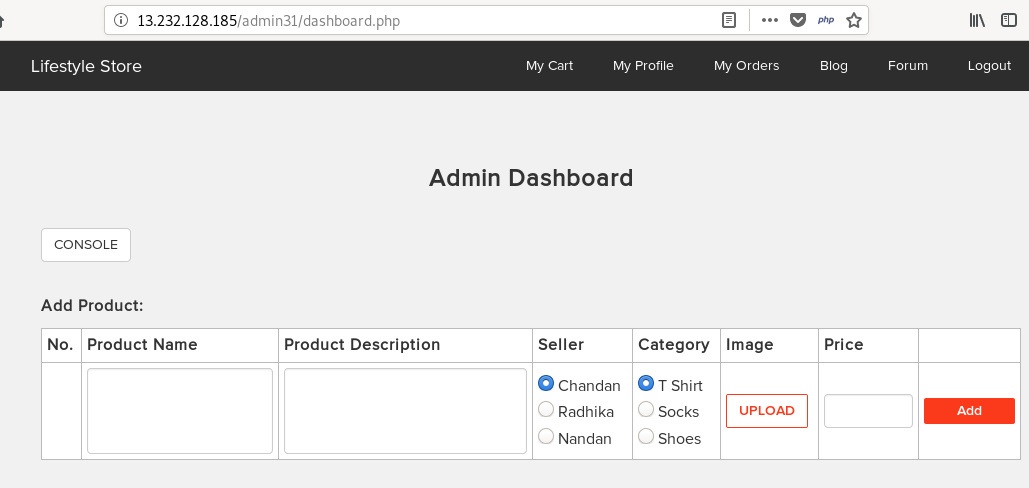 13.232.128.185/admin31/dashboard.php
php
Lifestyle Store My Cart My Profile My Orders Blog Forum Logout
Admin Dashboard
CONSOLE
Add Product:
No. Product Name Product Description Seller Category Image Price
Chandan T Shirt
Radhika Socks UPLOAD Add
Nandan Shoes